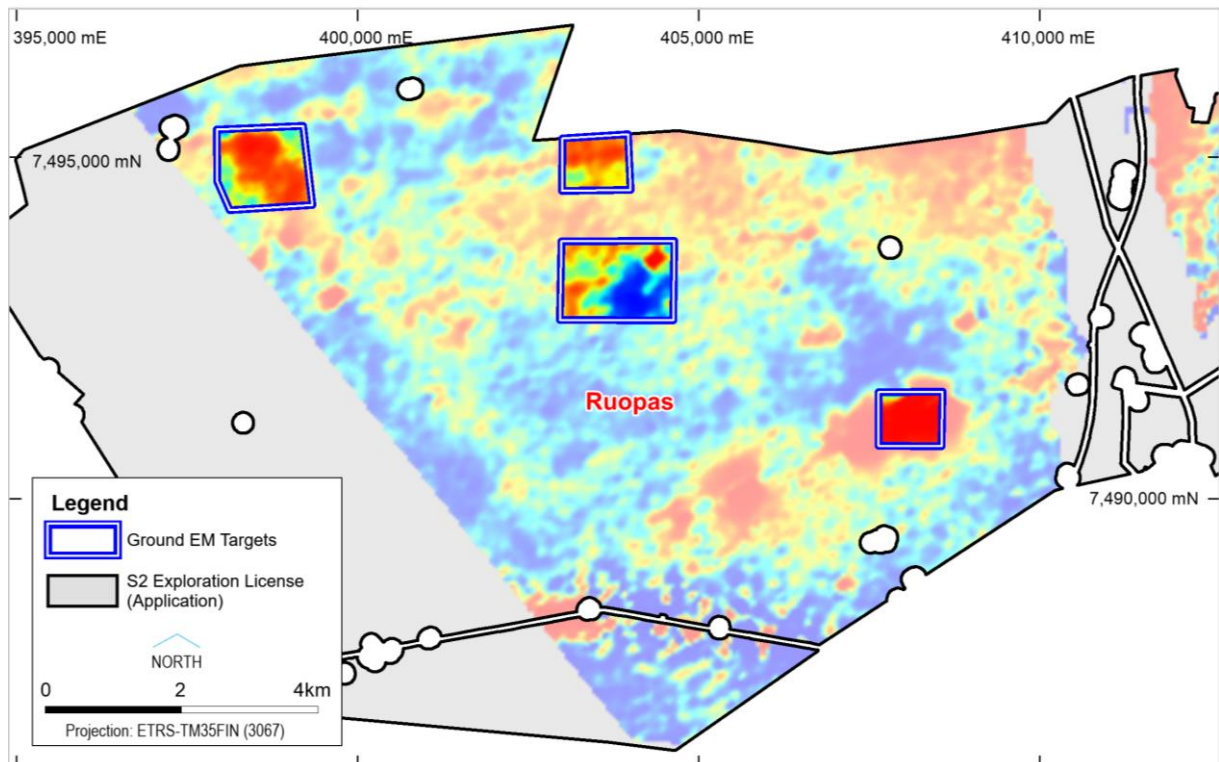 395,000 mE
400,000 mE
405,000 mE
410,000 mE
7,495,000 mN
Ruopas
7,490,000 mN
Legend
Ground EM Targets
S2 Exploration License
(Application)
NORTH
0 2 4km
Projection: ETRS-TM35FIN (3067)